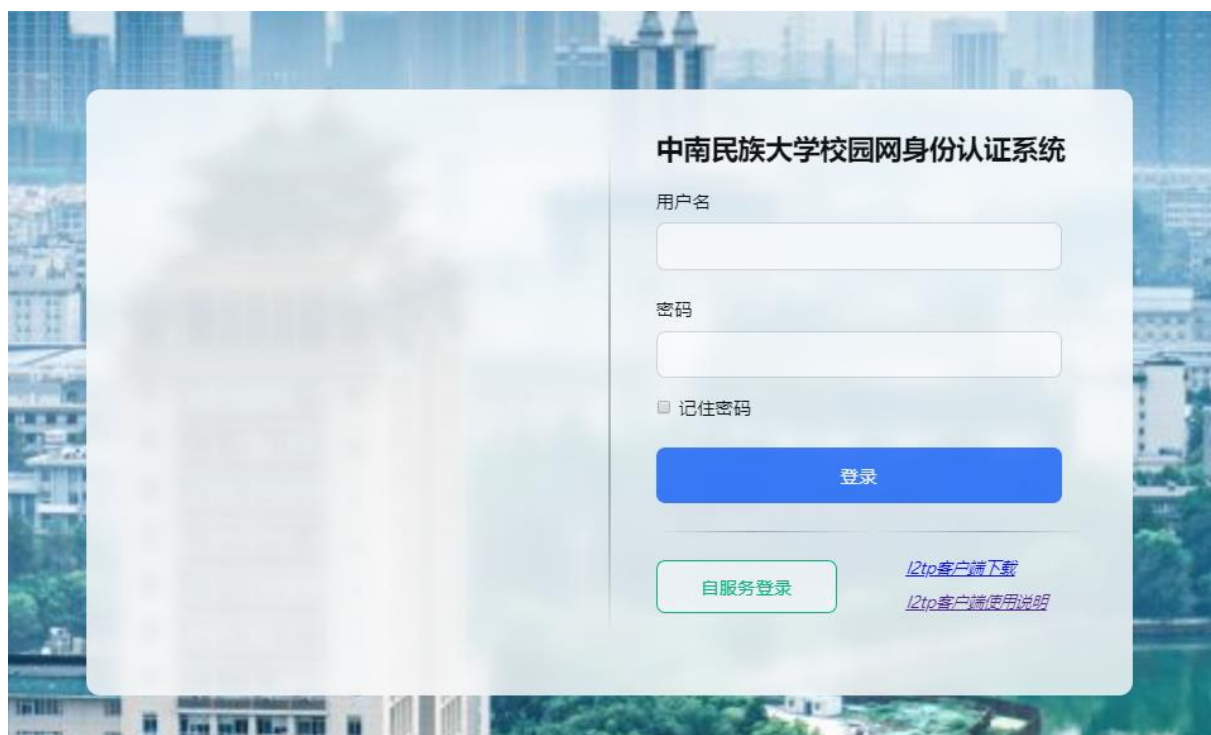 中南民族大学校园网身份认证系统
用户名
密码
记住密码
登录
自服务登录
l2tp客户端下载
l2tp客户端使用说明